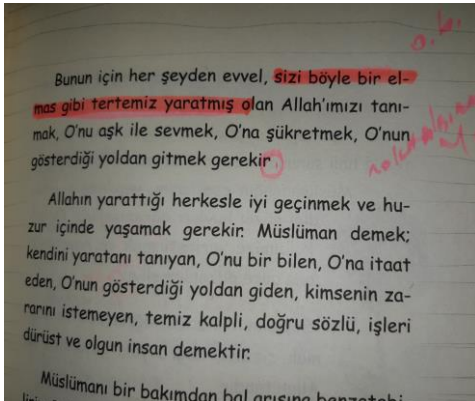 Bunun için her şeyden evvel, sizi böyle bir el-
mas gibi tertemiz yaratmış olan Allah'ımızı tanı-
mak, O'nu aşk ile sevmek, O'na şükretmek, O'nun
gösterdiği yoldan gitmek gerekir
Allahın yarattığı herkesle iyi geçinmek ve hu-
zur içinde yaşamak gerekir. Müslüman demek;
kendini yaratanı tanıyan, O'nu bir bilen, O'na itaat
eden, O'nun gösterdiği yoldan giden, kimsenin za-
rarını istemeyen, temiz kalpli, doğru sözlü, işleri
dürüst ve olgun insan demektir.
Müslümanı bir bakımdan bal arısına